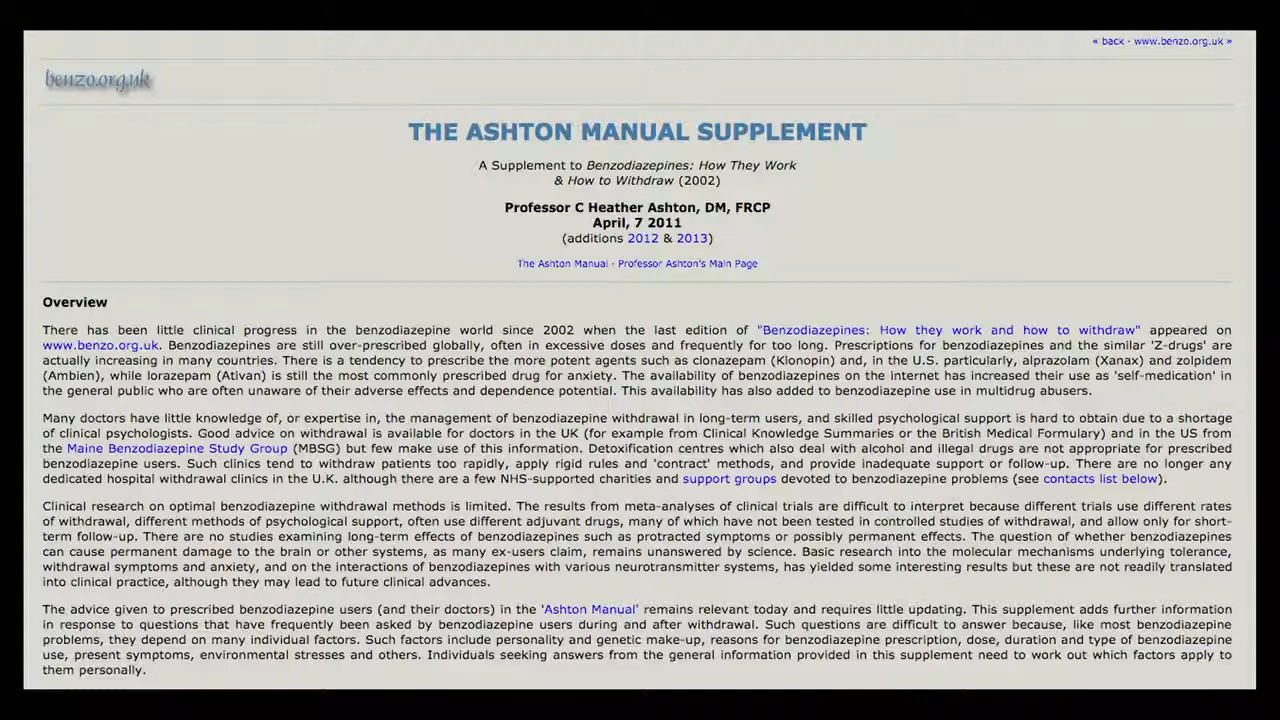 « back · www.benzo.org.uk »
benzo.org.uk
THE ASHTON MANUAL SUPPLEMENT
A Supplement to Benzodiazepines: How They Work
& How to Withdraw (2002)
Professor C Heather Ashton, DM, FRCP
April, 7 2011
(additions 2012 & 2013)
The Ashton Manual · Professor Ashton's Main Page
Overview
There has been little clinical progress in the benzodiazepine world since 2002 when the last edition of "Benzodiazepines: How they work and how to withdraw" appeared on
www.benzo.org.uk. Benzodiazepines are still over-prescribed globally, often in excessive doses and frequently for too long. Prescriptions for benzodiazepines and the similar 'Z-drugs' are
actually increasing in many countries. There is a tendency to prescribe the more potent agents such as clonazepam (Klonopin) and, in the U.S. particularly, alprazolam (Xanax) and zolpidem
(Ambien), while lorazepam (Ativan) is still the most commonly prescribed drug for anxiety. The availability of benzodiazepines on the internet has increased their use as 'self-medication' in
the general public who are often unaware of their adverse effects and dependence potential. This availability has also added to benzodiazepine use in multidrug abusers.
Many doctors have little knowledge of, or expertise in, the management of benzodiazepine withdrawal in long-term users, and skilled psychological support is hard to obtain due to a shortage
of clinical psychologists. Good advice on withdrawal is available for doctors in the UK (for example from Clinical Knowledge Summaries or the British Medical Formulary) and in the US from
the Maine Benzodiazepine Study Group (MBSG) but few make use of this information. Detoxification centres which also deal with alcohol and illegal drugs are not appropriate for prescribed
benzodiazepine users. Such clinics tend to withdraw patients too rapidly, apply rigid rules and 'contract' methods, and provide inadequate support or follow-up. There are no longer any
dedicated hospital withdrawal clinics in the U.K. although there are a few NHS-supported charities and support groups devoted to benzodiazepine problems (see contacts list below).
Clinical research on optimal benzodiazepine withdrawal methods is limited. The results from meta-analyses of clinical trials are difficult to interpret because different trials use different rates
of withdrawal, different methods of psychological support, often use different adjuvant drugs, many of which have not been tested in controlled studies of withdrawal, and allow only for short-
term follow-up. There are no studies examining long-term effects of benzodiazepines such as protracted symptoms or possibly permanent effects. The question of whether benzodiazepines
can cause permanent damage to the brain or other systems, as many ex-users claim, remains unanswered by science. Basic research into the molecular mechanisms underlying tolerance,
withdrawal symptoms and anxiety, and on the interactions of benzodiazepines with various neurotransmitter systems, has yielded some interesting results but these are not readily translated
into clinical practice, although they may lead to future clinical advances.
The advice given to prescribed benzodiazepine users (and their doctors) in the 'Ashton Manual' remains relevant today and requires little updating. This supplement adds further information
in response to questions that have frequently been asked by benzodiazepine users during and after withdrawal. Such questions are difficult to answer because, like most benzodiazepine
problems, they depend on many individual factors. Such factors include personality and genetic make-up, reasons for benzodiazepine prescription, dose, duration and type of benzodiazepine
use, present symptoms, environmental stresses and others. Individuals seeking answers from the general information provided in this supplement need to work out which factors apply to
them personally.